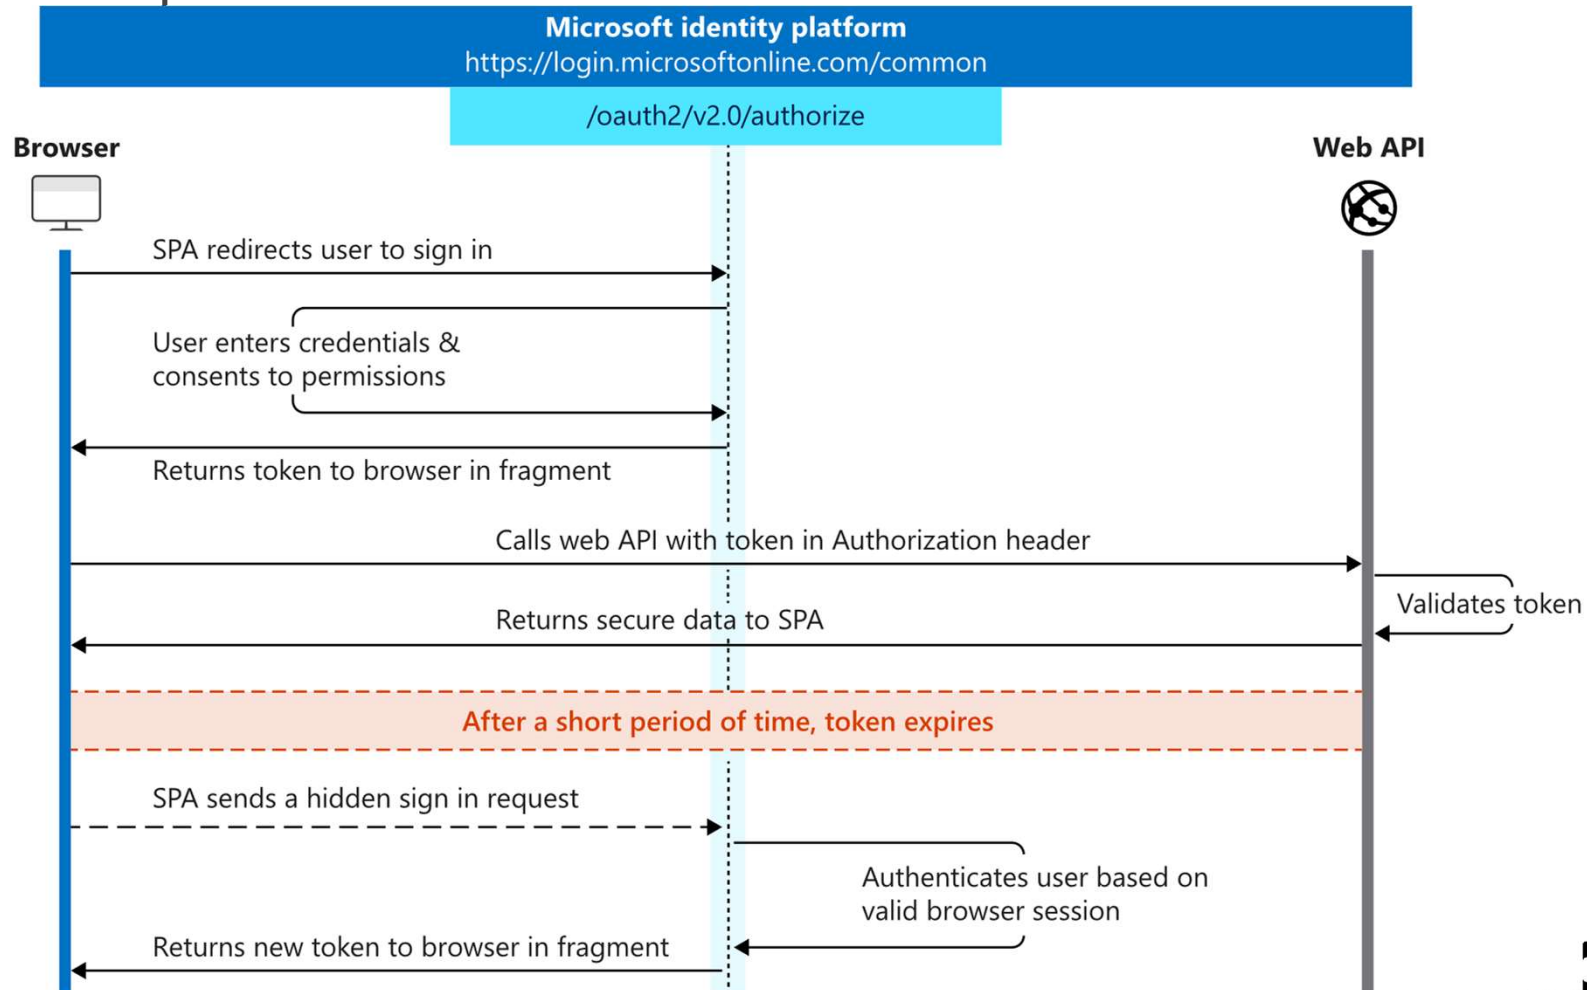 Microsoft identity platform
https://login.microsoftonline.com/common
/oauth2/v2.0/authorize
Browser
Web API
SPA redirects user to sign in
User enters credentials &
consents to permissions
Returns token to browser in fragment
Calls web API with token in Authorization header
Validates token
Returns secure data to SPA
After a short period of time, token expires
SPA sends a hidden sign in request
Authenticates user based on
valid browser session
Returns new token to browser in fragment